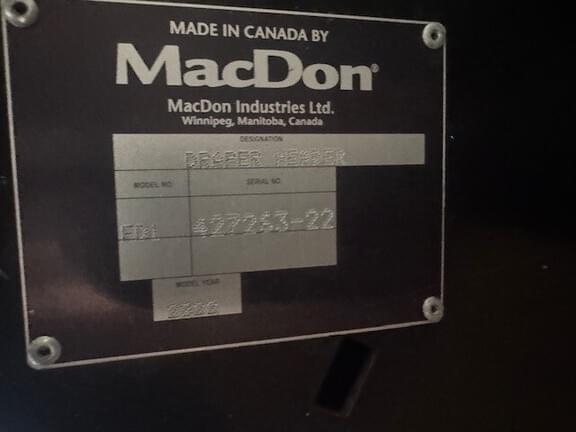 MADE IN CANADA BY
MacDon®
MacDon Industries Ltd.
Winnipeg, Manitoba, Canada
DESIGNATION
DRAPER HEADER
MODEL NO. SERIAL NO.
FD1 427263-22
MODEL YEAR